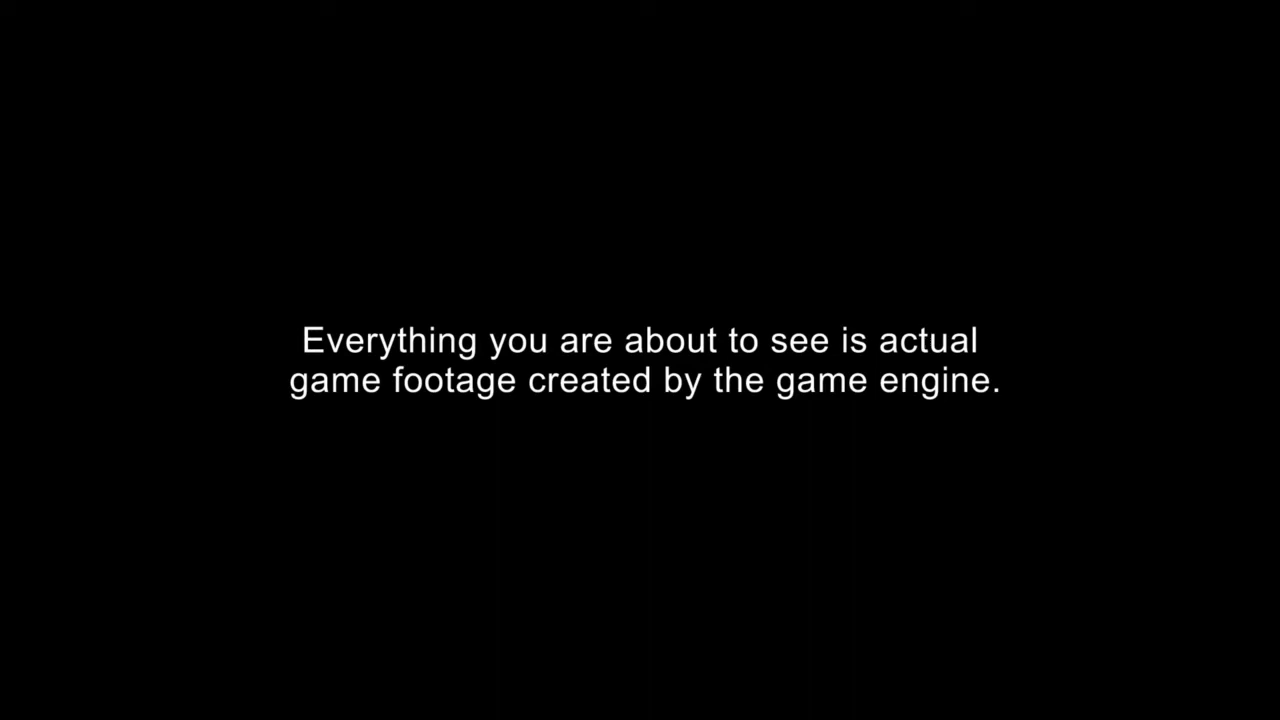 Everything you are about to see is actual
game footage created by the game engine.